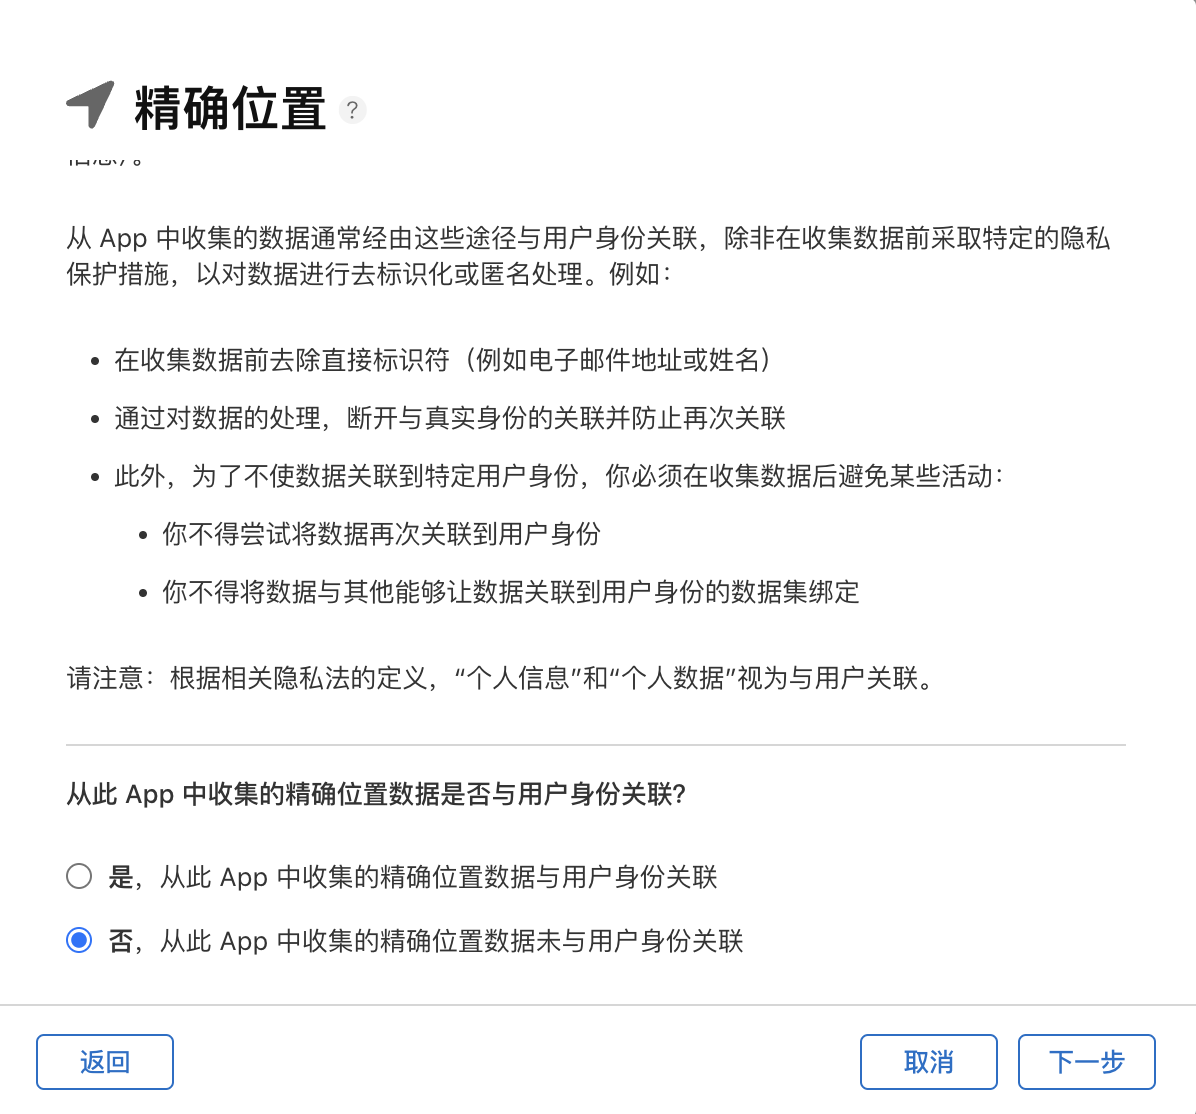 精确位置 ?
从 App 中收集的数据通常经由这些途径与用户身份关联，除非在收集数据前采取特定的隐私
保护措施，以对数据进行去标识化或匿名处理。例如：
• 在收集数据前去除直接标识符（例如电子邮件地址或姓名）
• 通过对数据的处理，断开与真实身份的关联并防止再次关联
• 此外，为了不使数据关联到特定用户身份，你必须在收集数据后避免某些活动：
• 你不得尝试将数据再次关联到用户身份
• 你不得将数据与其他能够让数据关联到用户身份的数据集绑定
请注意：根据相关隐私法的定义，“个人信息”和“个人数据”视为与用户关联。
从此 App 中收集的精确位置数据是否与用户身份关联？
是，从此 App 中收集的精确位置数据与用户身份关联
否，从此 App 中收集的精确位置数据未与用户身份关联
返回
取消
下一步